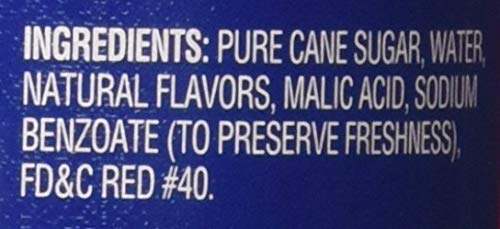 INGREDIENTS: PURE CANE SUGAR, WATER,
NATURAL FLAVORS, MALIC ACID, SODIUM
BENZOATE (TO PRESERVE FRESHNESS),
FD&C RED #40.